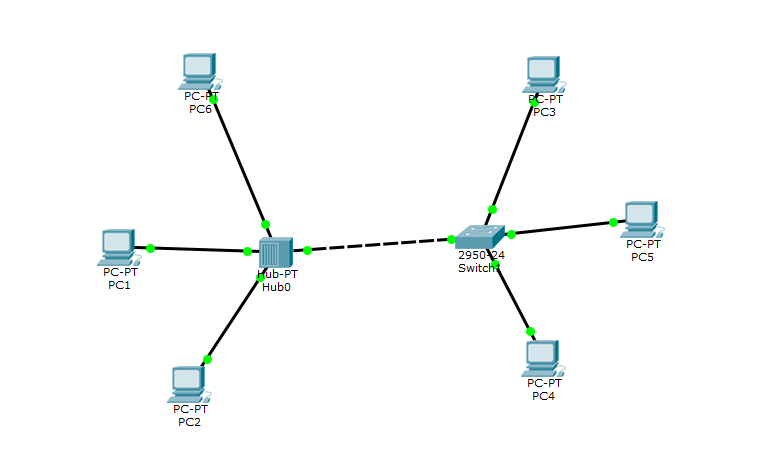 PC-PT
PC6
PC-PT
PC3
PC-PT
PC5
PC-PT
PC1
Hub-PT
Hub0
2950-24
Switch1
PC-PT
PC4
PC-PT
PC2